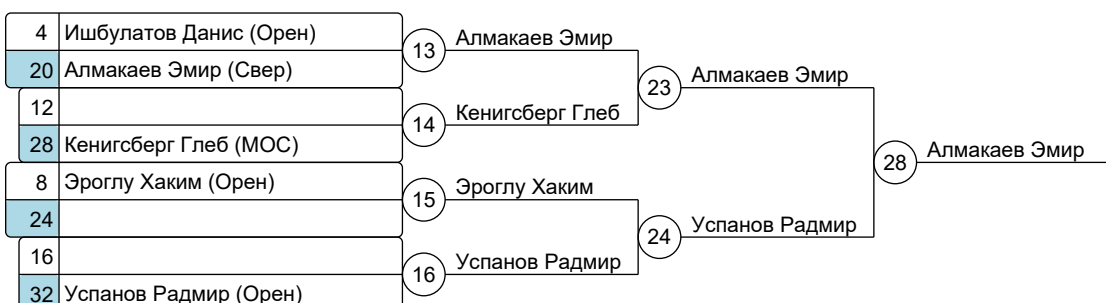 4 Ишбулатов Данис (Орен)
20 Алмакаев Эмир (Свер)
12
28 Кенигсберг Глеб (МОС)
8 Эроглу Хаким (Орен)
24
16
32 Успанов Радмир (Орен)
13 Алмакаев Эмир
14 Кенигсберг Глеб
15 Эроглу Хаким
16 Успанов Радмир
23 Алмакаев Эмир
24 Успанов Радмир
28 Алмакаев Эмир